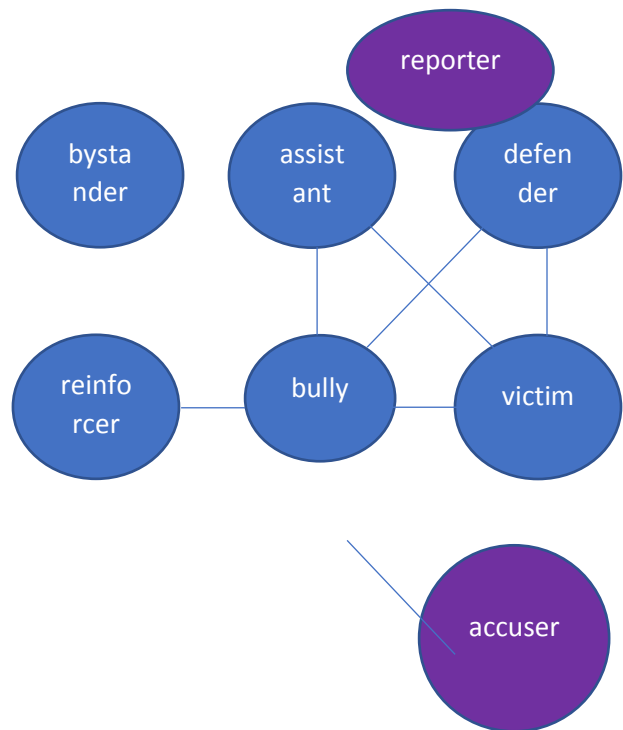 reporter
bysta
nder
assist
ant
defen
der
reinfo
rcer
bully
victim
accuser